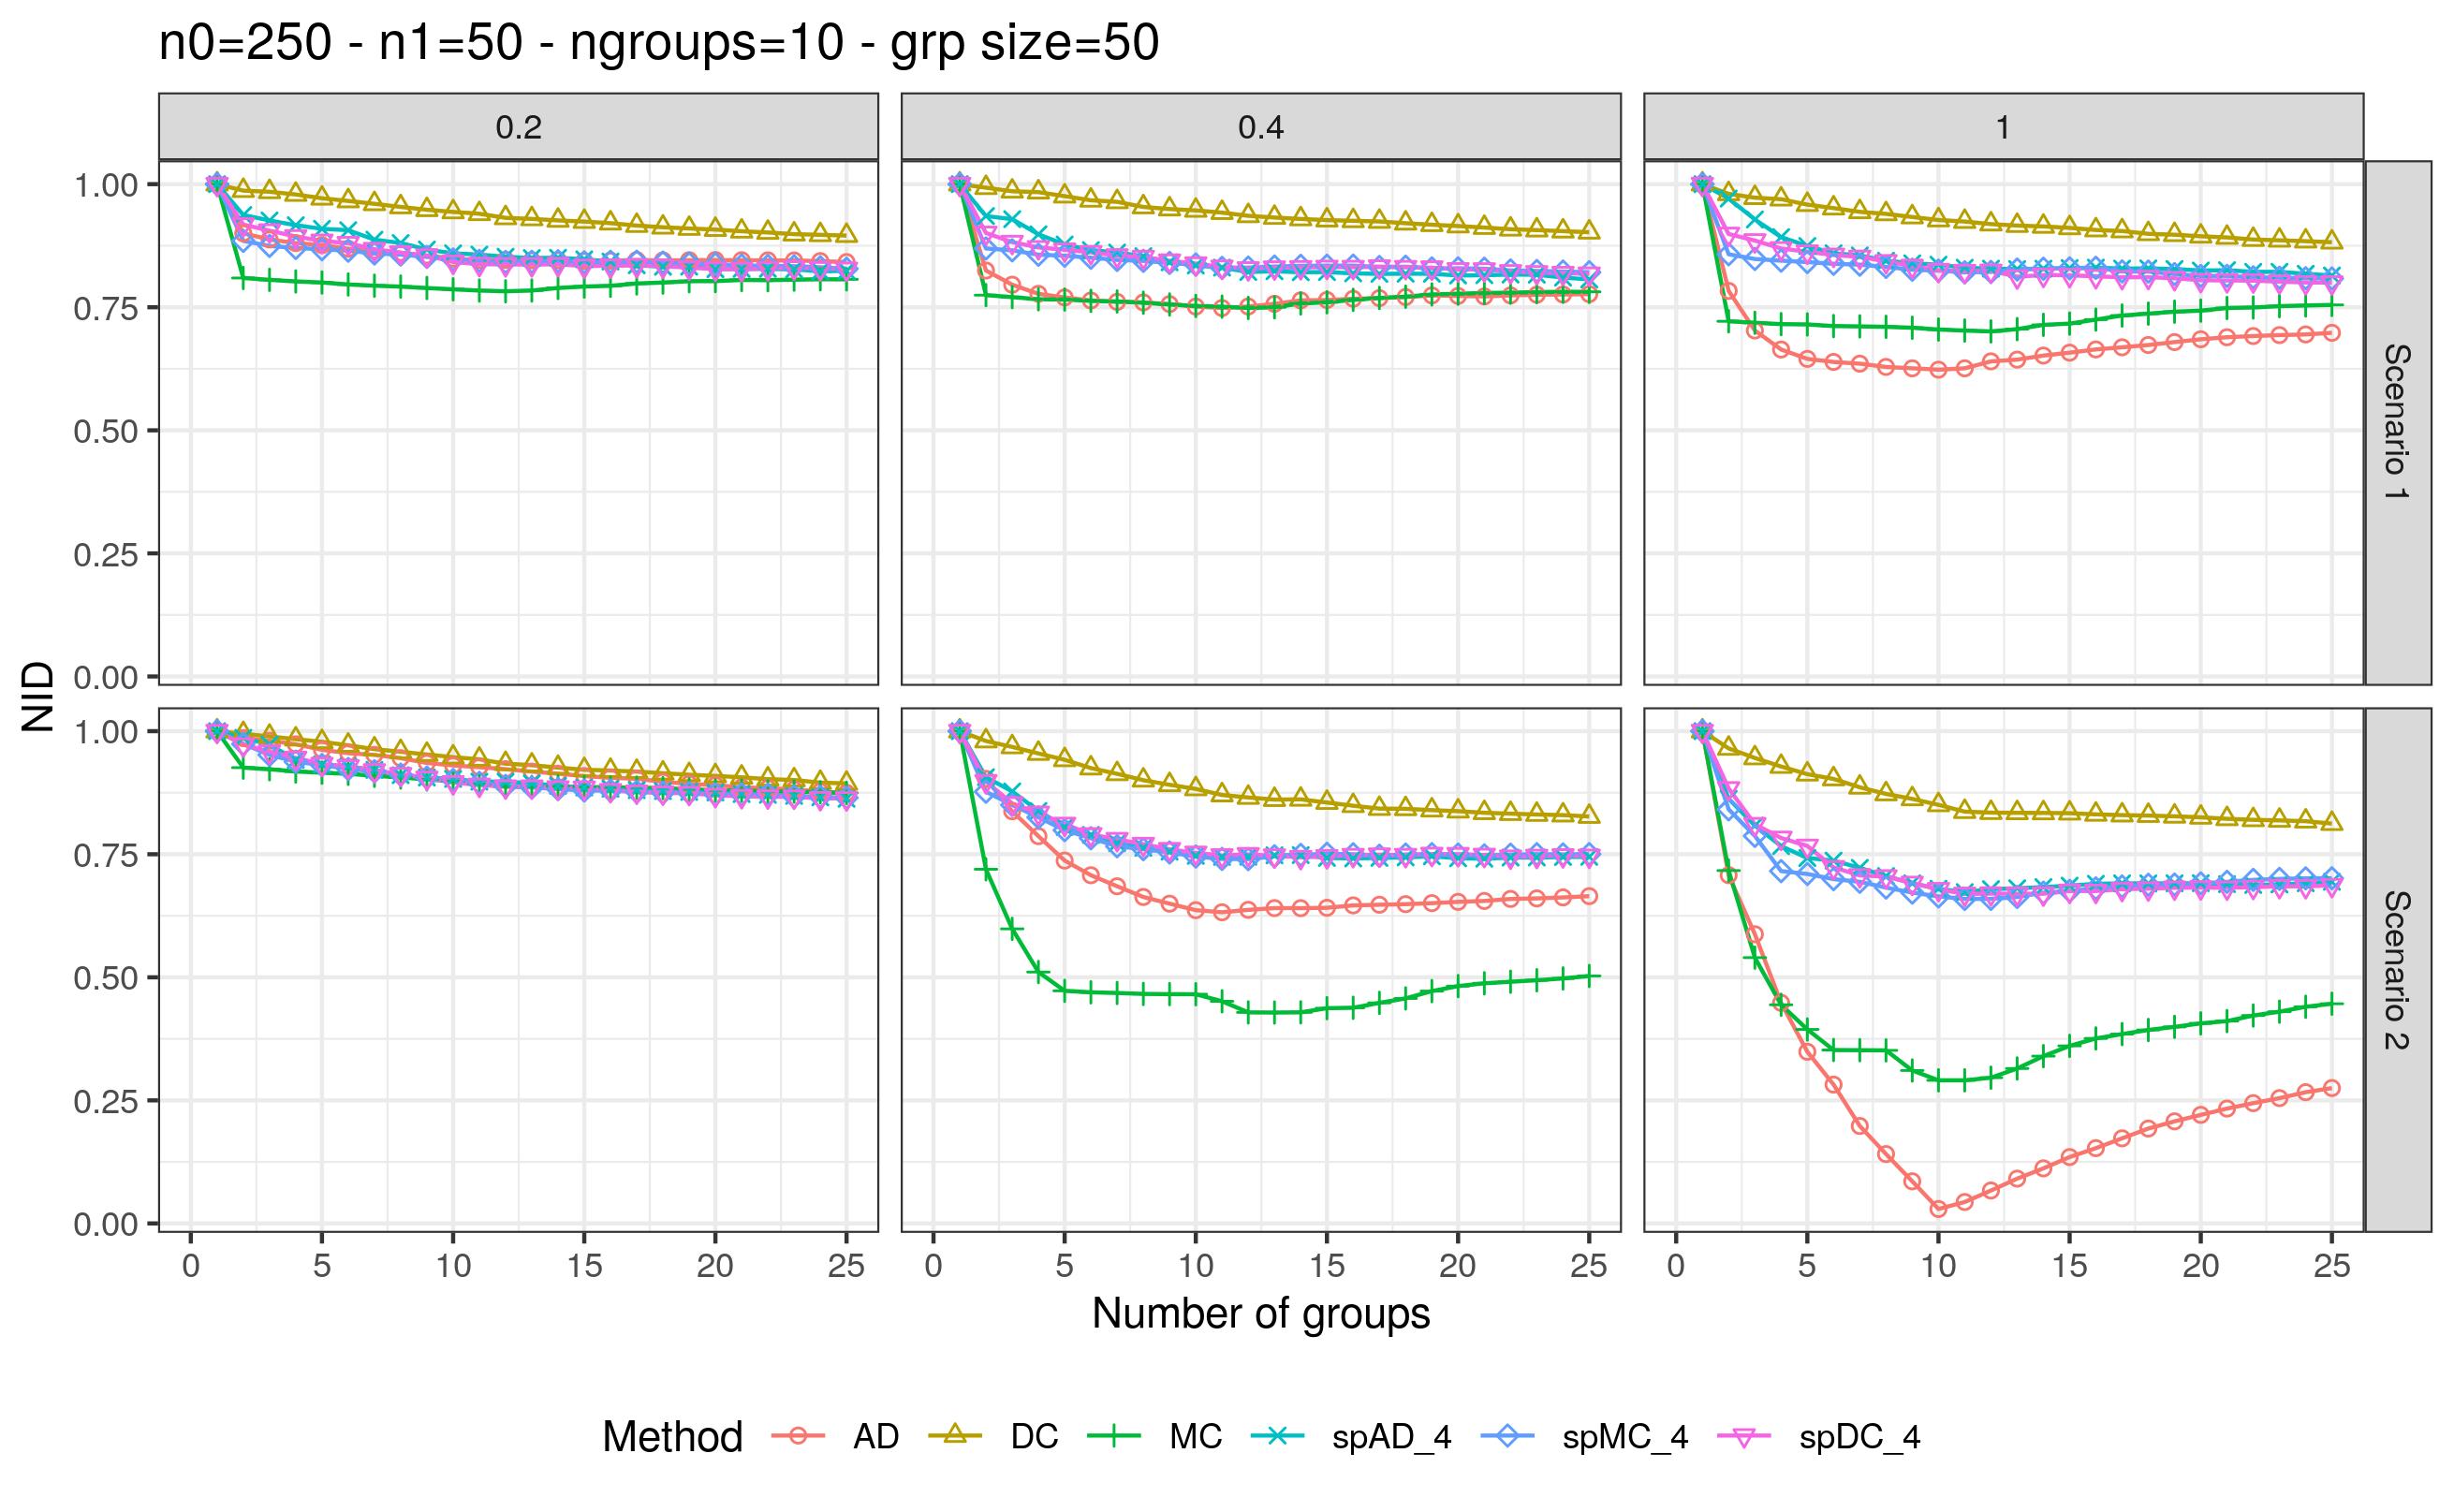 n0=250 - n1=50 - ngroups=10 - grp size=50
0.2 0.4 1
1.00
0.75
0.50
0.25
0.00
Scenario 1
NID
1.00
0.75
0.50
0.25
0.00
Scenario 2
0 5 10 15 20 25 0 5 10 15 20 25 0 5 10 15 20 25
Number of groups
Method AD DC MC spAD_4 spMC_4 spDC_4